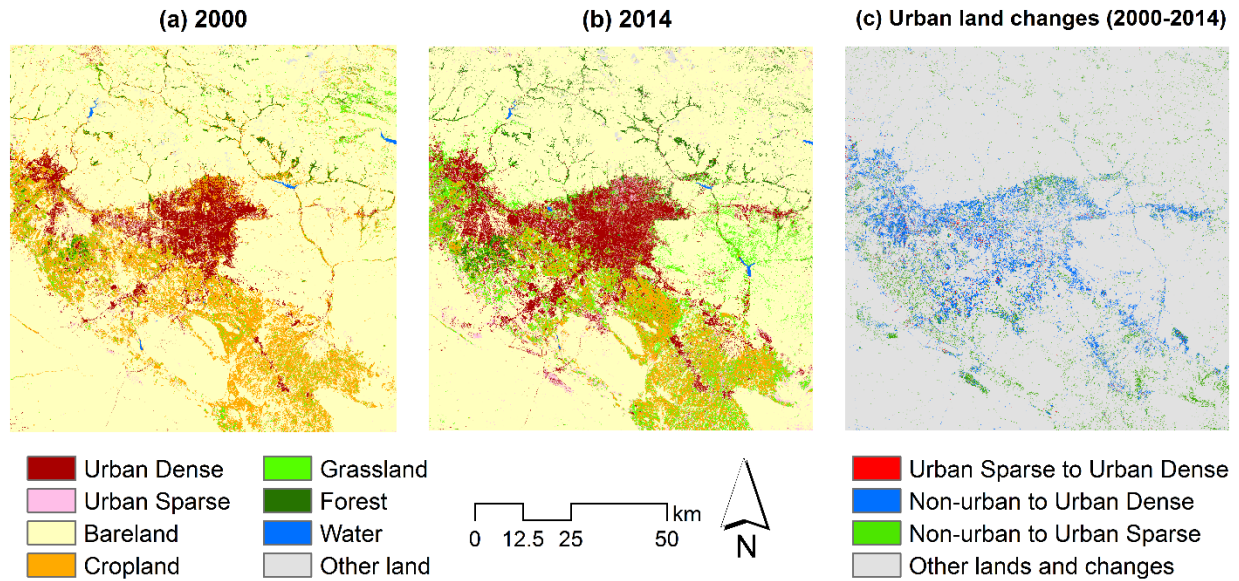 (a) 2000
(b) 2014
(c) Urban land changes (2000-2014)
Urban Dense
Urban Sparse
Bareland
Cropland
Grassland
Forest
Water
Other land
km
0 12.5 25 50
N
Urban Sparse to Urban Dense
Non-urban to Urban Dense
Non-urban to Urban Sparse
Other lands and changes